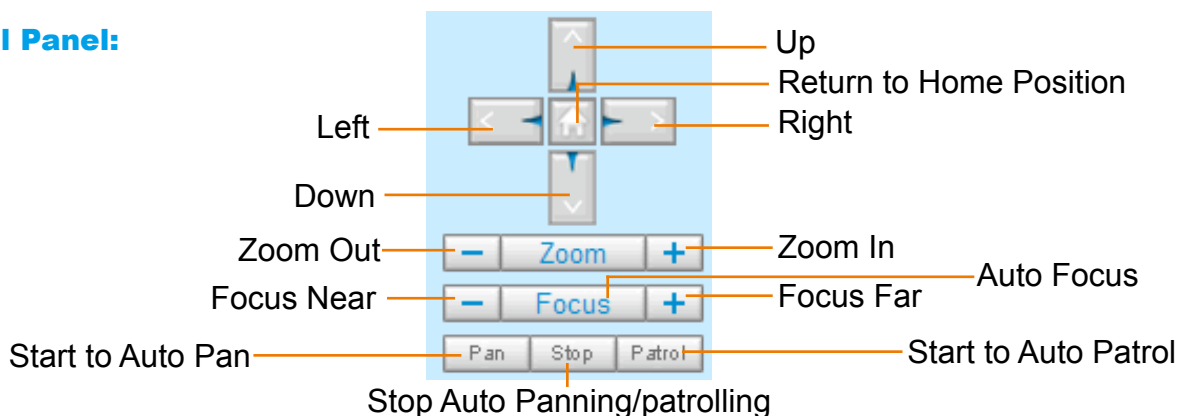 l Panel:
Up
Return to Home Position
Left
Right
Down
Zoom Out
Zoom
Zoom In
Auto Focus
Focus Near
Focus
Focus Far
Start to Auto Pan
Pan
Stop
Patrol
Start to Auto Patrol
Stop Auto Panning/patrolling